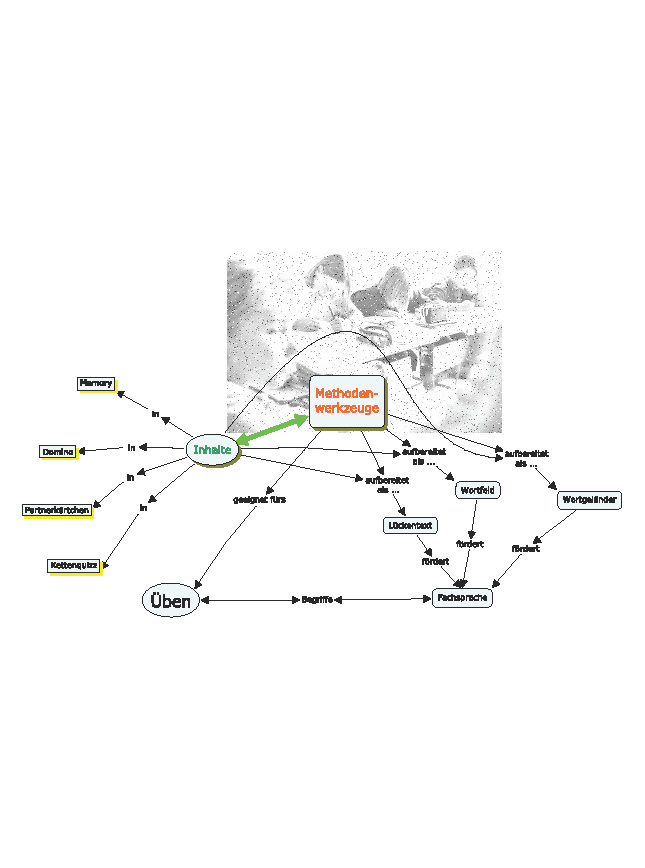 Memory
in
Methoden-
werkzeuge
Domino
in
Inhalte
aufbereitet
als ...
aufbereitet
als ...
in
aufbereitet
als ...
geeignet fürs
Wortfeld
Wortgeländer
Partnerkärtchen
in
Lückentext
fördert
fördert
fördert
Kettenquizz
Üben
Begriffe
Fachsprache